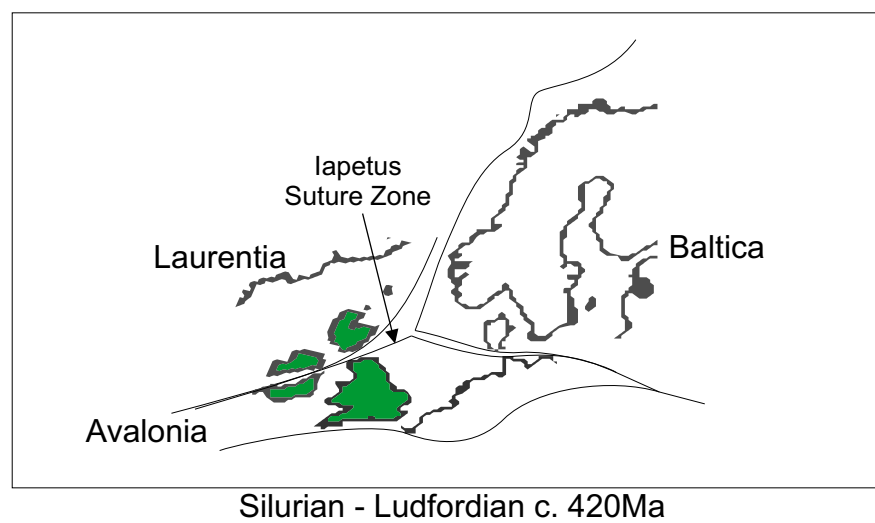 Iapetus
Suture Zone
Laurentia
Baltica
Avalonia
Silurian - Ludfordian c. 420Ma